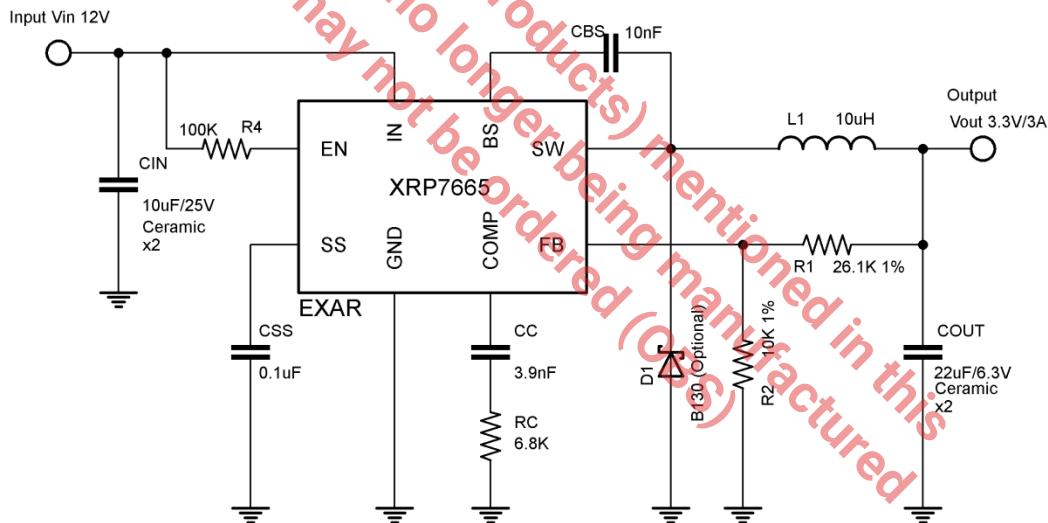 Input Vin 12V
CBS
10nF
Output
Vout 3.3V/3A
L1
10uH
100K
R4
EN
IN
BS
SW
CIN
10uF/25V
Ceramic
x2
XRP7665
SS
GND
COMP
FB
R1
26.1K 1%
EXAR
CSS
0.1uF
CC
3.9nF
RC
6.8K
D1
B130 (Optional)
R2
10K 1%
COUT
22uF/6.3V
Ceramic
x2
roducts) mentioned in this
no longer being manufactured
may not be ordered (OBS)